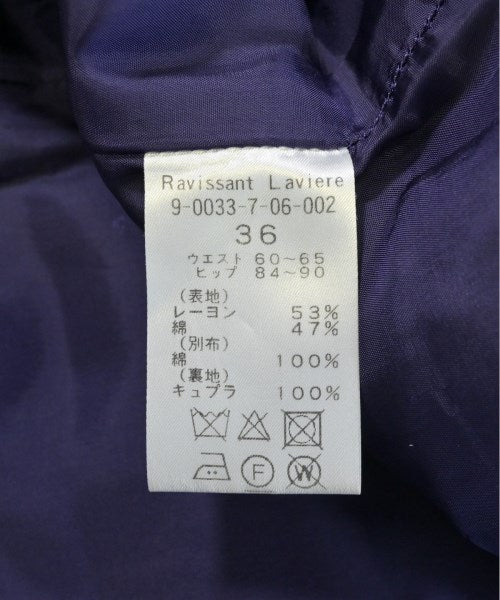 Ravissant Laviere
9-0033-7-06-002
36
ウエスト 60～65
ヒップ 84～90
(表地)
レーヨン 53%
綿 47%
(別布)
綿 100%
(裏地)
キュプラ 100%
F W